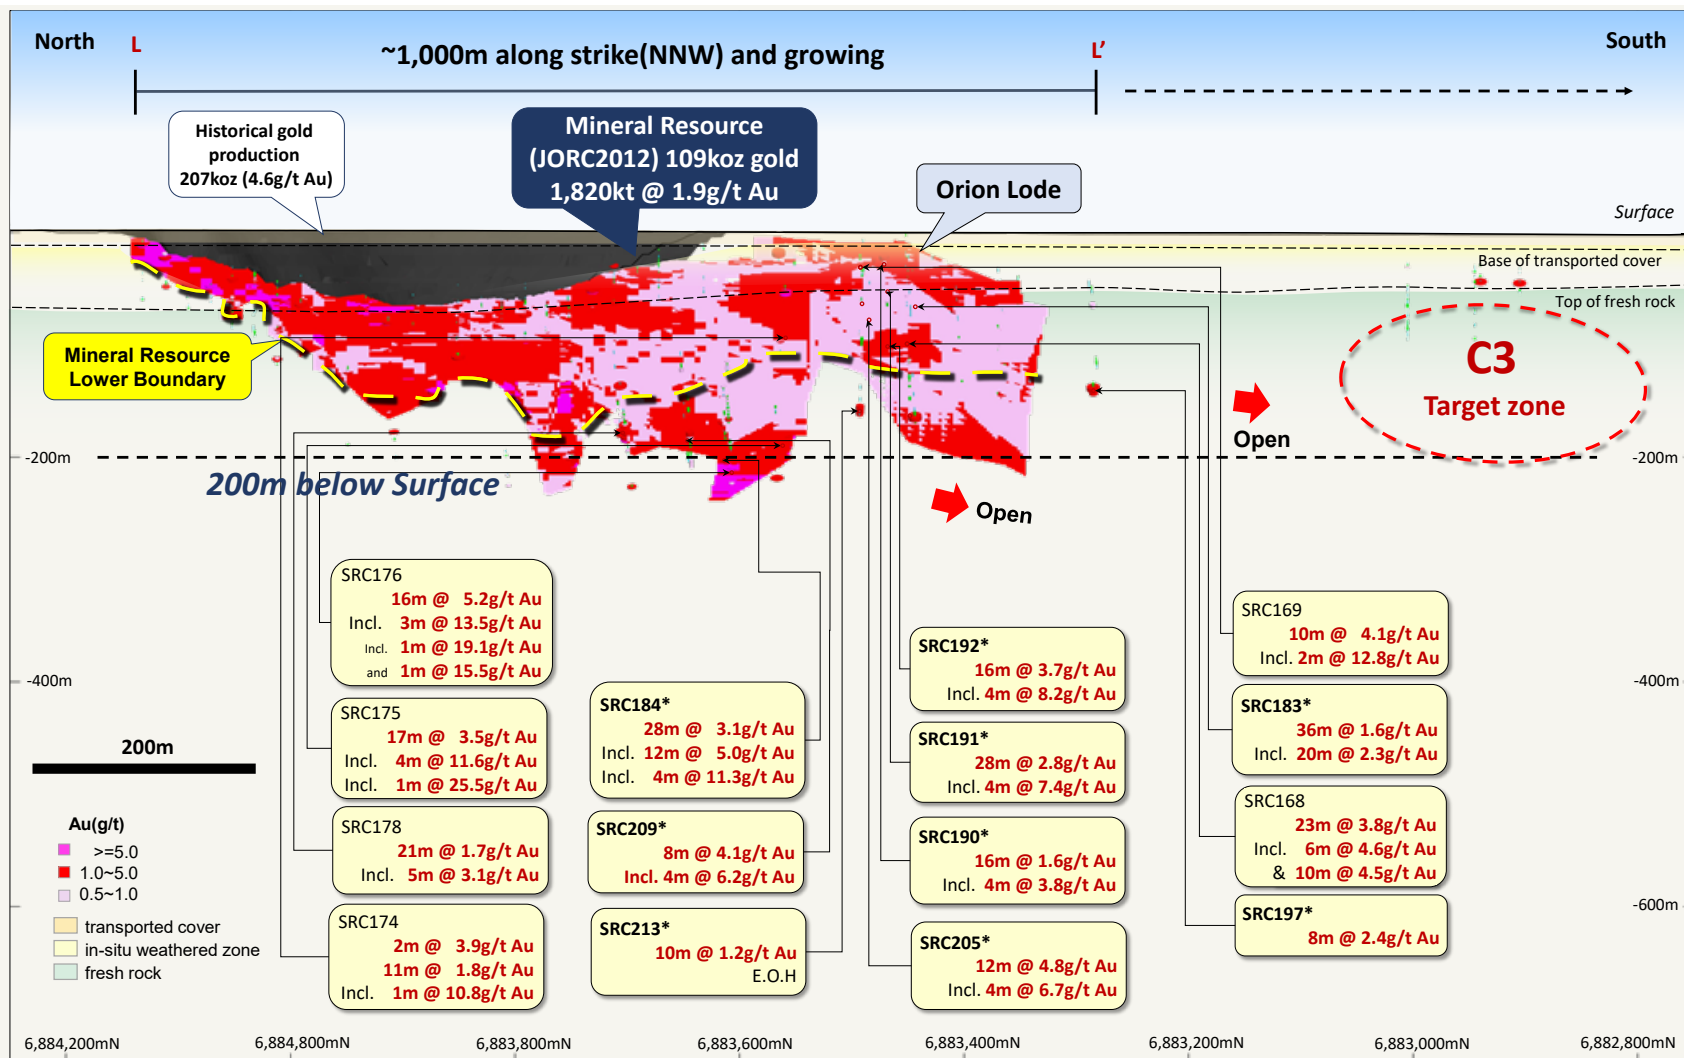 North
L
~1,000m along strike(NNW) and growing
L’
South
Historical gold
production
207koz (4.6g/t Au)
Mineral Resource
(JORC2012) 109koz gold
1,820kt @ 1.9g/t Au
Orion Lode
Surface
Base of transported cover
Top of fresh rock
Mineral Resource
Lower Boundary
C3
Target zone
Open
Open
-200m
-200m
200m below Surface
SRC176
16m @ 5.2g/t Au
Incl. 3m @ 13.5g/t Au
Incl. 1m @ 19.1g/t Au
and 1m @ 15.5g/t Au
SRC175
17m @ 3.5g/t Au
Incl. 4m @ 11.6g/t Au
Incl. 1m @ 25.5g/t Au
SRC178
21m @ 1.7g/t Au
Incl. 5m @ 3.1g/t Au
SRC174
2m @ 3.9g/t Au
11m @ 1.8g/t Au
Incl. 1m @ 10.8g/t Au
SRC184*
28m @ 3.1g/t Au
Incl. 12m @ 5.0g/t Au
Incl. 4m @ 11.3g/t Au
SRC209*
8m @ 4.1g/t Au
Incl. 4m @ 6.2g/t Au
SRC213*
10m @ 1.2g/t Au
E.O.H
SRC192*
16m @ 3.7g/t Au
Incl. 4m @ 8.2g/t Au
SRC191*
28m @ 2.8g/t Au
Incl. 4m @ 7.4g/t Au
SRC190*
16m @ 1.6g/t Au
Incl. 4m @ 3.8g/t Au
SRC205*
12m @ 4.8g/t Au
Incl. 4m @ 6.7g/t Au
SRC169
10m @ 4.1g/t Au
Incl. 2m @ 12.8g/t Au
SRC183*
36m @ 1.6g/t Au
Incl. 20m @ 2.3g/t Au
SRC168
23m @ 3.8g/t Au
Incl. 6m @ 4.6g/t Au
& 10m @ 4.5g/t Au
SRC197*
8m @ 2.4g/t Au
-400m
-400m
200m
Au(g/t)
>=5.0
1.0~5.0
0.5~1.0
transported cover
in-situ weathered zone
fresh rock
-600m
6,884,200mN
6,884,800mN
6,883,800mN
6,883,600mN
6,883,400mN
6,883,200mN
6,883,000mN
6,882,800mN